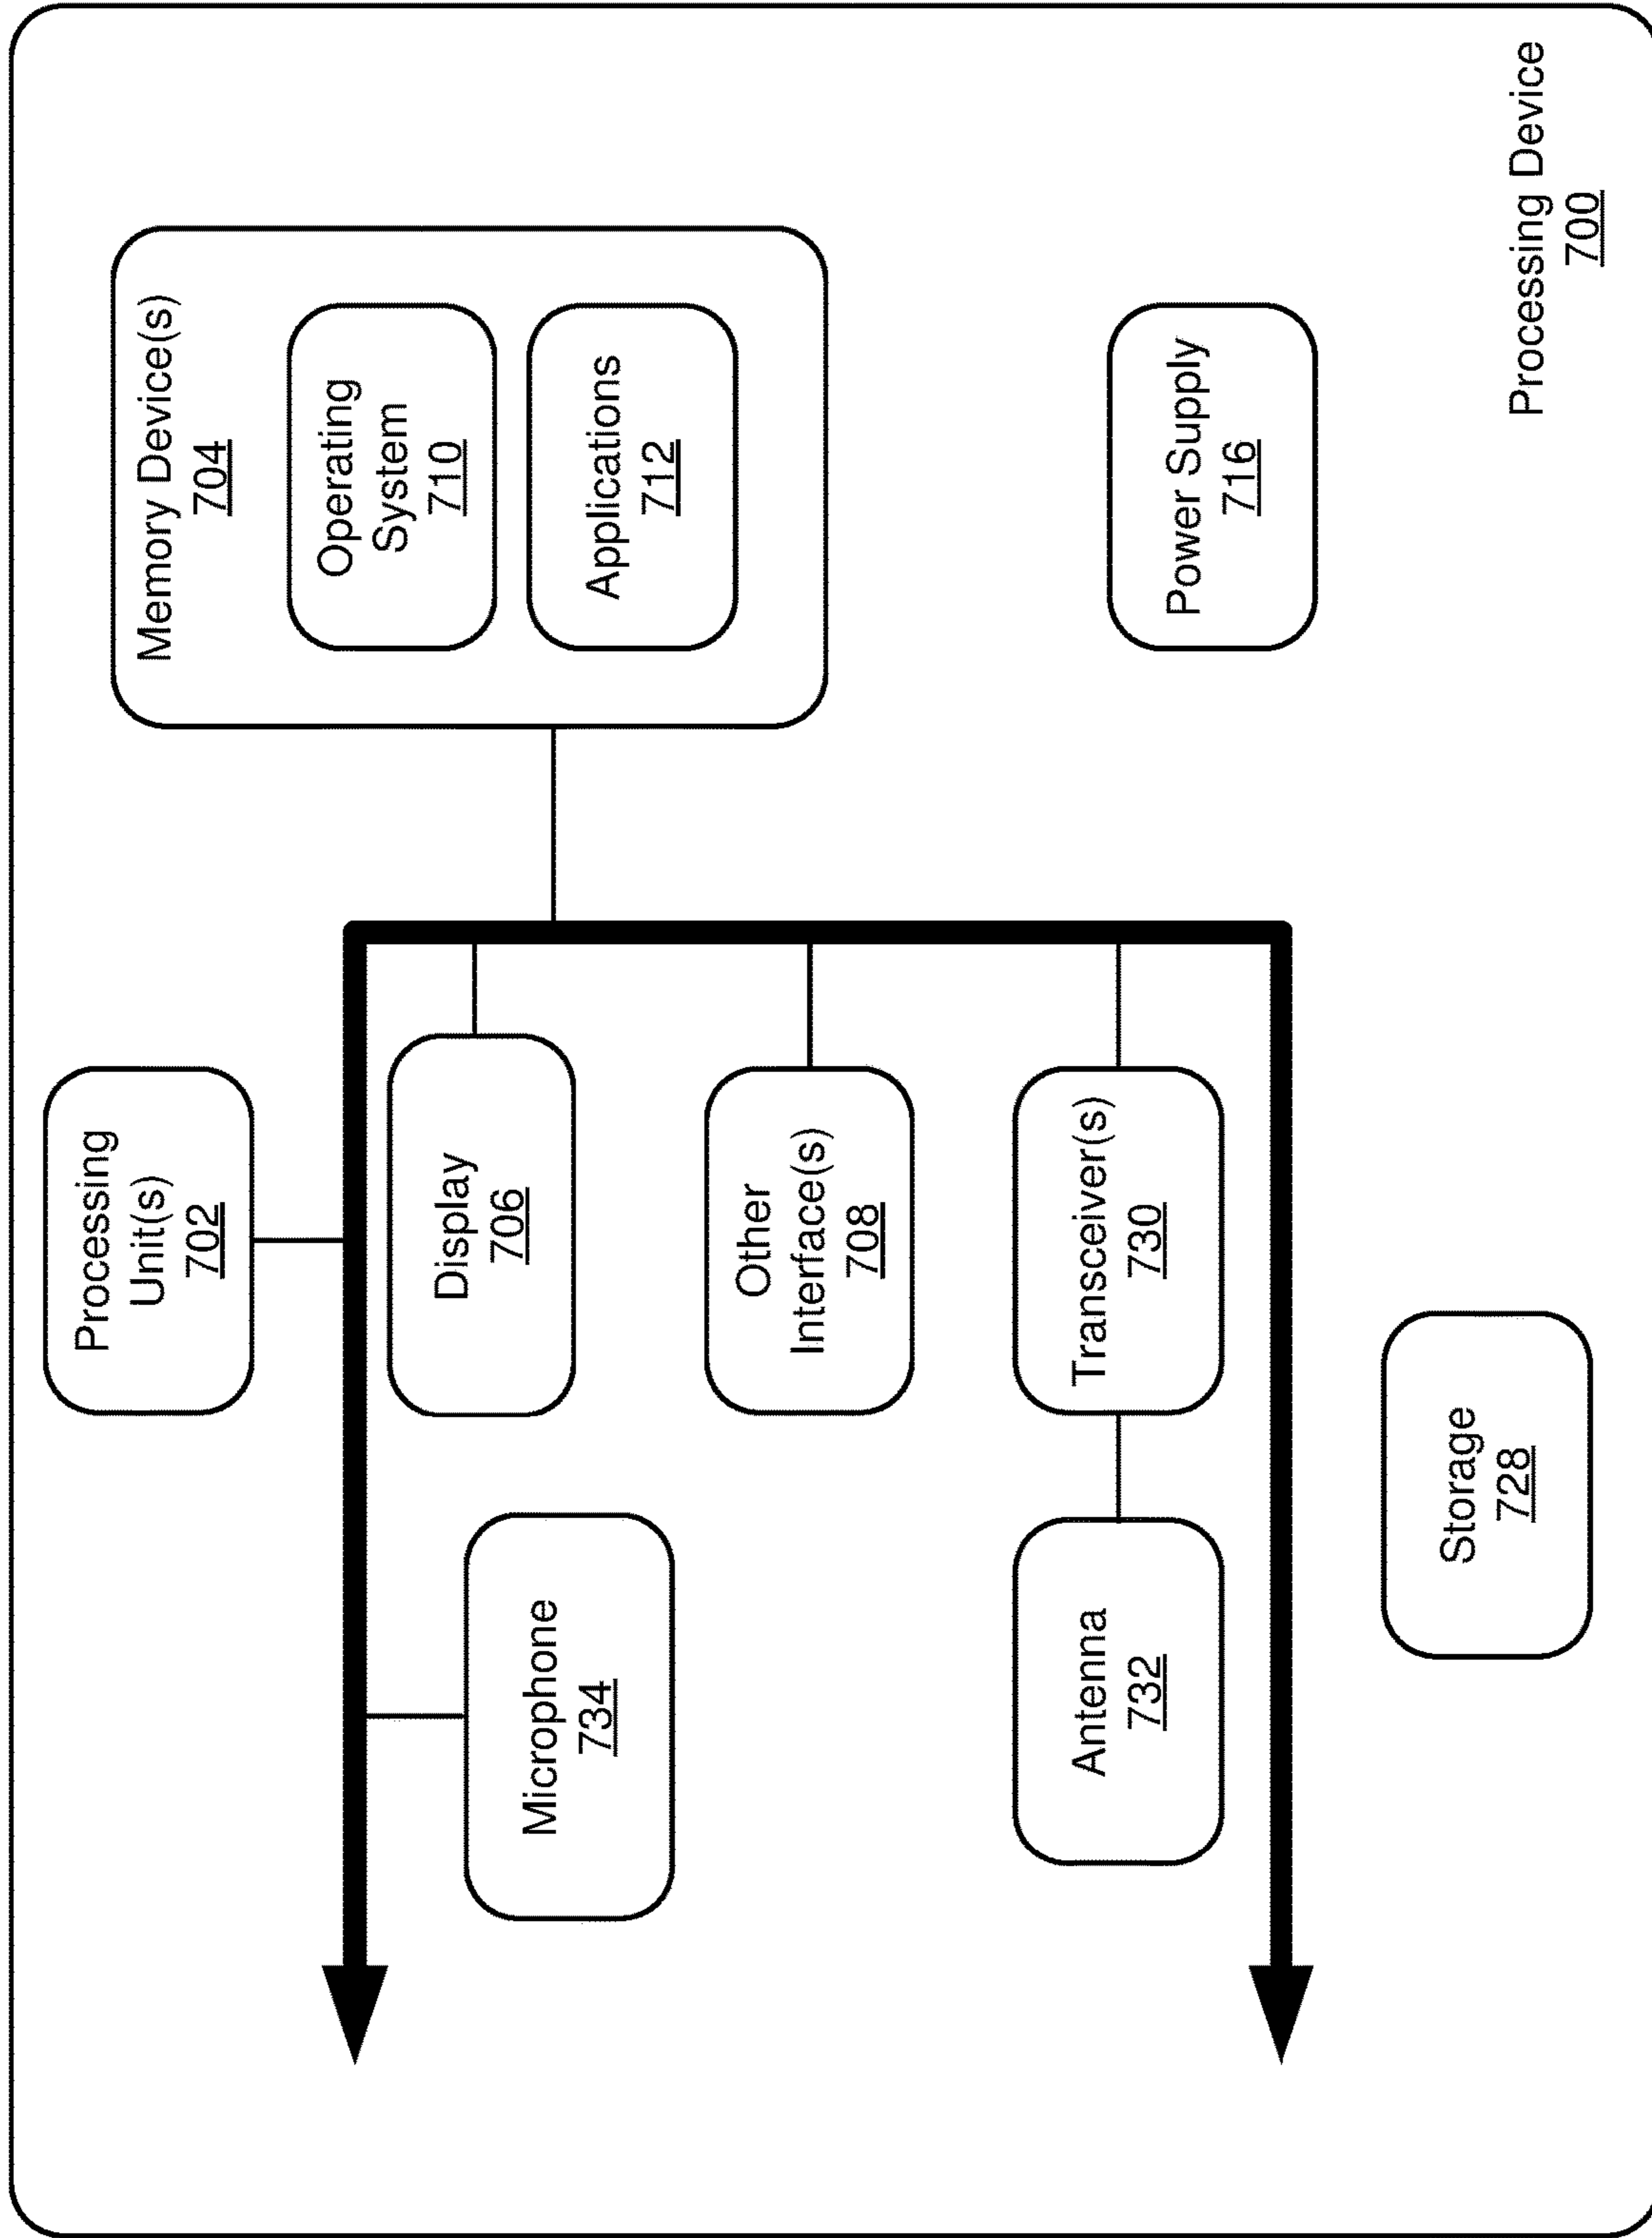 Processing
Unit(s)
702
Memory Device(s)
704
Operating
System
710
Display
706
Microphone
734
Applications
712
Other
Interface(s)
708
Antenna
732
Transceiver(s)
730
Power Supply
716
Storage
728
Processing Device
700